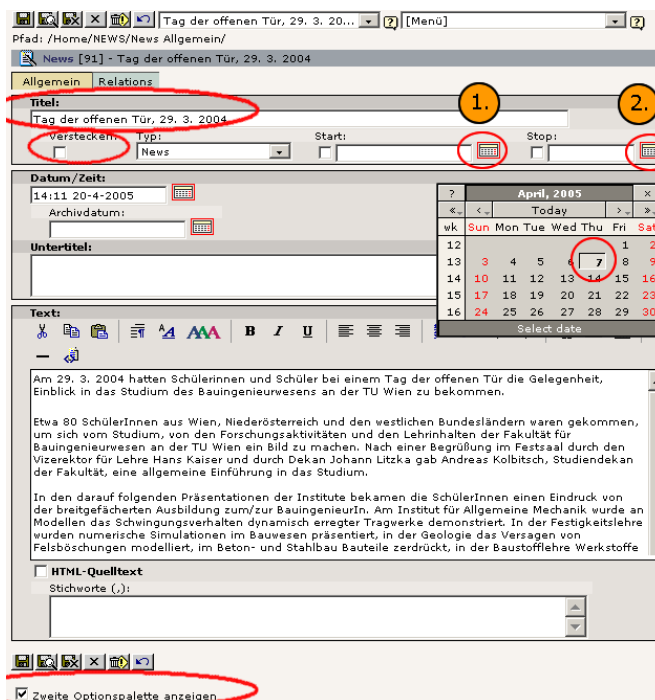 Tag der offenen Tür, 29. 3. 20... ? [Menü] ?
Pfad: /Home/NEWS/News Allgemein/
News [91] - Tag der offenen Tür, 29. 3. 2004
Allgemein Relations
Titel:
Tag der offenen Tür, 29. 3. 2004
1. 2.
Verstecken: Typ: Start: Stop:
News
Datum/Zeit:
14:11 20-4-2005
Archivdatum:
Untertitel:
? April, 2005 ×
« ‹ Today › »
wk Sun Mon Tue Wed Thu Fri Sat
12 1 2
13 3 4 5 6 7 8 9
14 10 11 12 13 14 15 16
15 17 18 19 20 21 22 23
16 24 25 26 27 28 29 30
Select date
Text:
A AAA B I U
Am 29. 3. 2004 hatten Schülerinnen und Schüler bei einem Tag der offenen Tür die Gelegenheit,
Einblick in das Studium des Bauingenieurwesens an der TU Wien zu bekommen.
Etwa 80 SchülerInnen aus Wien, Niederösterreich und den westlichen Bundesländern waren gekommen,
um sich vom Studium, von den Forschungsaktivitäten und den Lehrinhalten der Fakultät für
Bauingenieurwesen an der TU Wien ein Bild zu machen. Nach einer Begrüßung im Festsaal durch den
Vizerektor für Lehre Hans Kaiser und durch Dekan Johann Litzka gab Andreas Kolbitsch, Studiendekan
der Fakultät, eine allgemeine Einführung in das Studium.
In den darauf folgenden Präsentationen der Institute bekamen die SchülerInnen einen Eindruck von
der breitgefächerten Ausbildung zum/zur BauingenieurIn. Am Institut für Allgemeine Mechanik wurde an
Modellen das Schwingungsverhalten dynamisch erregter Tragwerke demonstriert. In der Festigkeitslehre
wurden numerische Simulationen im Bauwesen präsentiert, in der Geologie das Versagen von
Felsböschungen modelliert, im Beton- und Stahlbau Bauteile zerdrückt, in der Baustofflehre Werkstoffe
HTML-Quelltext
Stichworte (,):
Zweite Optionspalette anzeigen